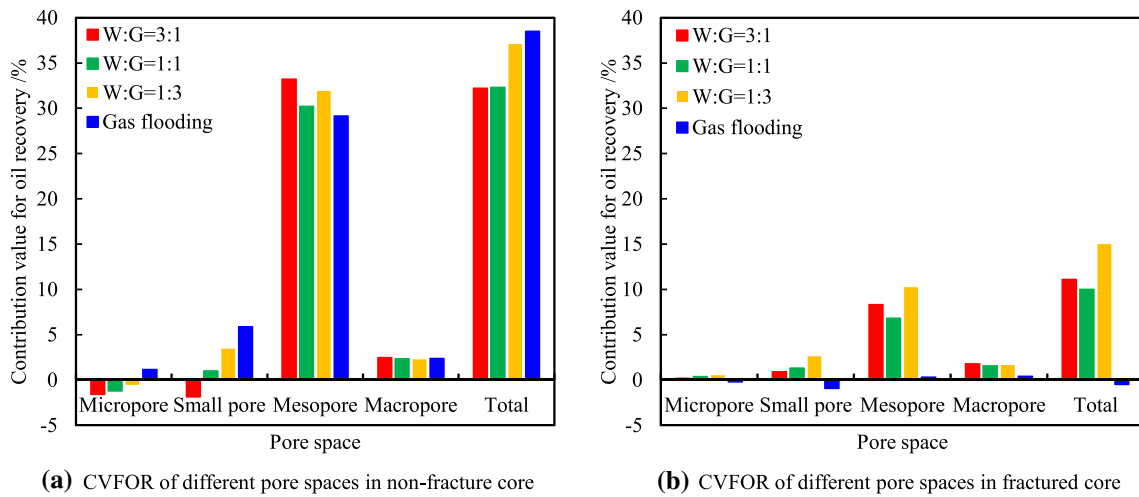 Contribution value for oil recovery /%
40
35
30
25
20
15
10
5
0
-5
W:G=3:1
W:G=1:1
W:G=1:3
Gas flooding
Micropore Small pore Mesopore Macropore Total
Pore space
(a) CVFOR of different pore spaces in non-fracture core
Contribution value for oil recovery /%
40
35
30
25
20
15
10
5
0
-5
W:G=3:1
W:G=1:1
W:G=1:3
Gas flooding
Micropore Small pore Mesopore Macropore Total
Pore space
(b) CVFOR of different pore spaces in fractured core